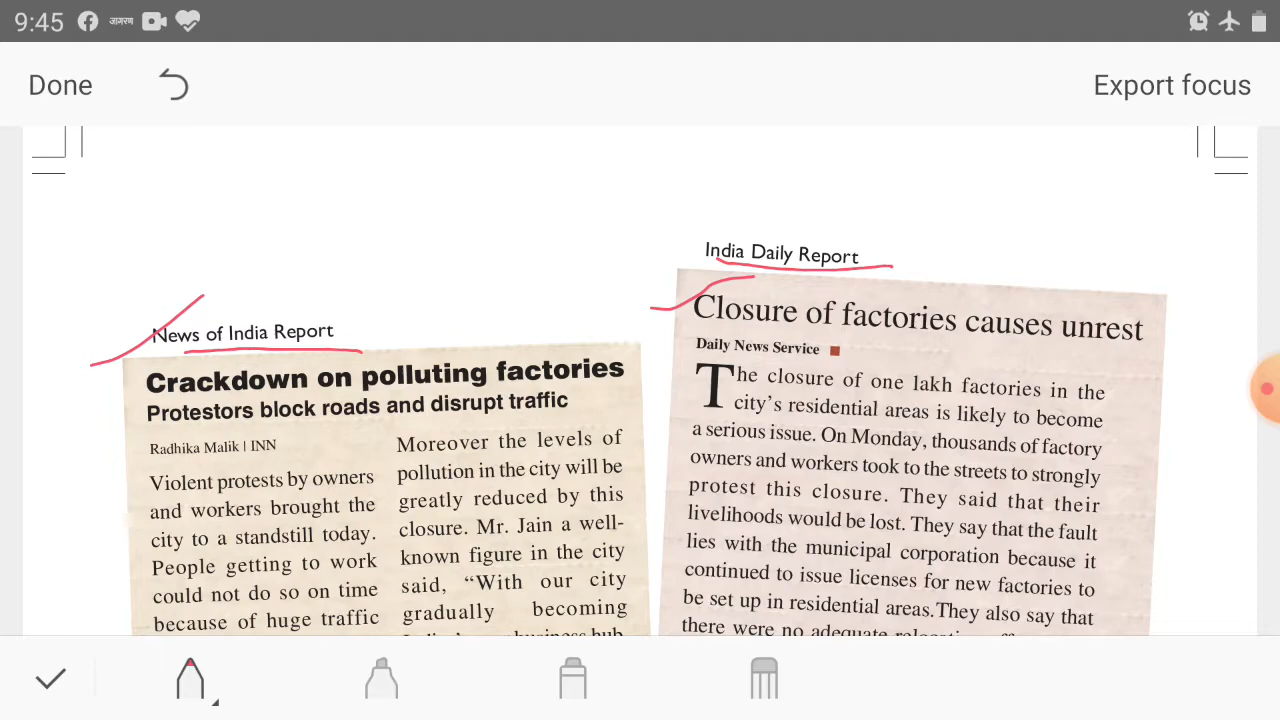 9:45
जागरण
Done
Export focus
India Daily Report
Closure of factories causes unrest
Daily News Service
The closure of one lakh factories in the
city's residential areas is likely to become
a serious issue. On Monday, thousands of factory
owners and workers took to the streets to strongly
protest this closure. They said that their
livelihoods would be lost. They say that the fault
lies with the municipal corporation because it
continued to issue licenses for new factories to
be set up in residential areas.They also say that
there were no adequate
News of India Report
Crackdown on polluting factories
Protestors block roads and disrupt traffic
Radhika Malik | INN
Violent protests by owners
and workers brought the
city to a standstill today.
People getting to work
could not do so on time
because of huge traffic
Moreover the levels of
pollution in the city will be
greatly reduced by this
closure. Mr. Jain a well-
known figure in the city
said, “With our city
gradually becoming